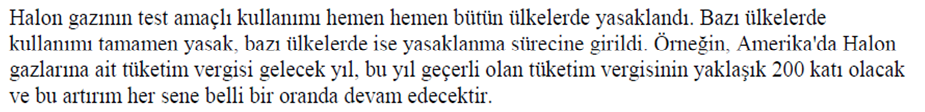 Halon gazının test amaçlı kullanımı hemen hemen bütün ülkelerde yasaklandı. Bazı ülkelerde
kullanımı tamamen yasak, bazı ülkelerde ise yasaklanma sürecine girildi. Örneğin, Amerika'da Halon
gazlarına ait tüketim vergisi gelecek yıl, bu yıl geçerli olan tüketim vergisinin yaklaşık 200 katı olacak
ve bu artırım her sene belli bir oranda devam edecektir.